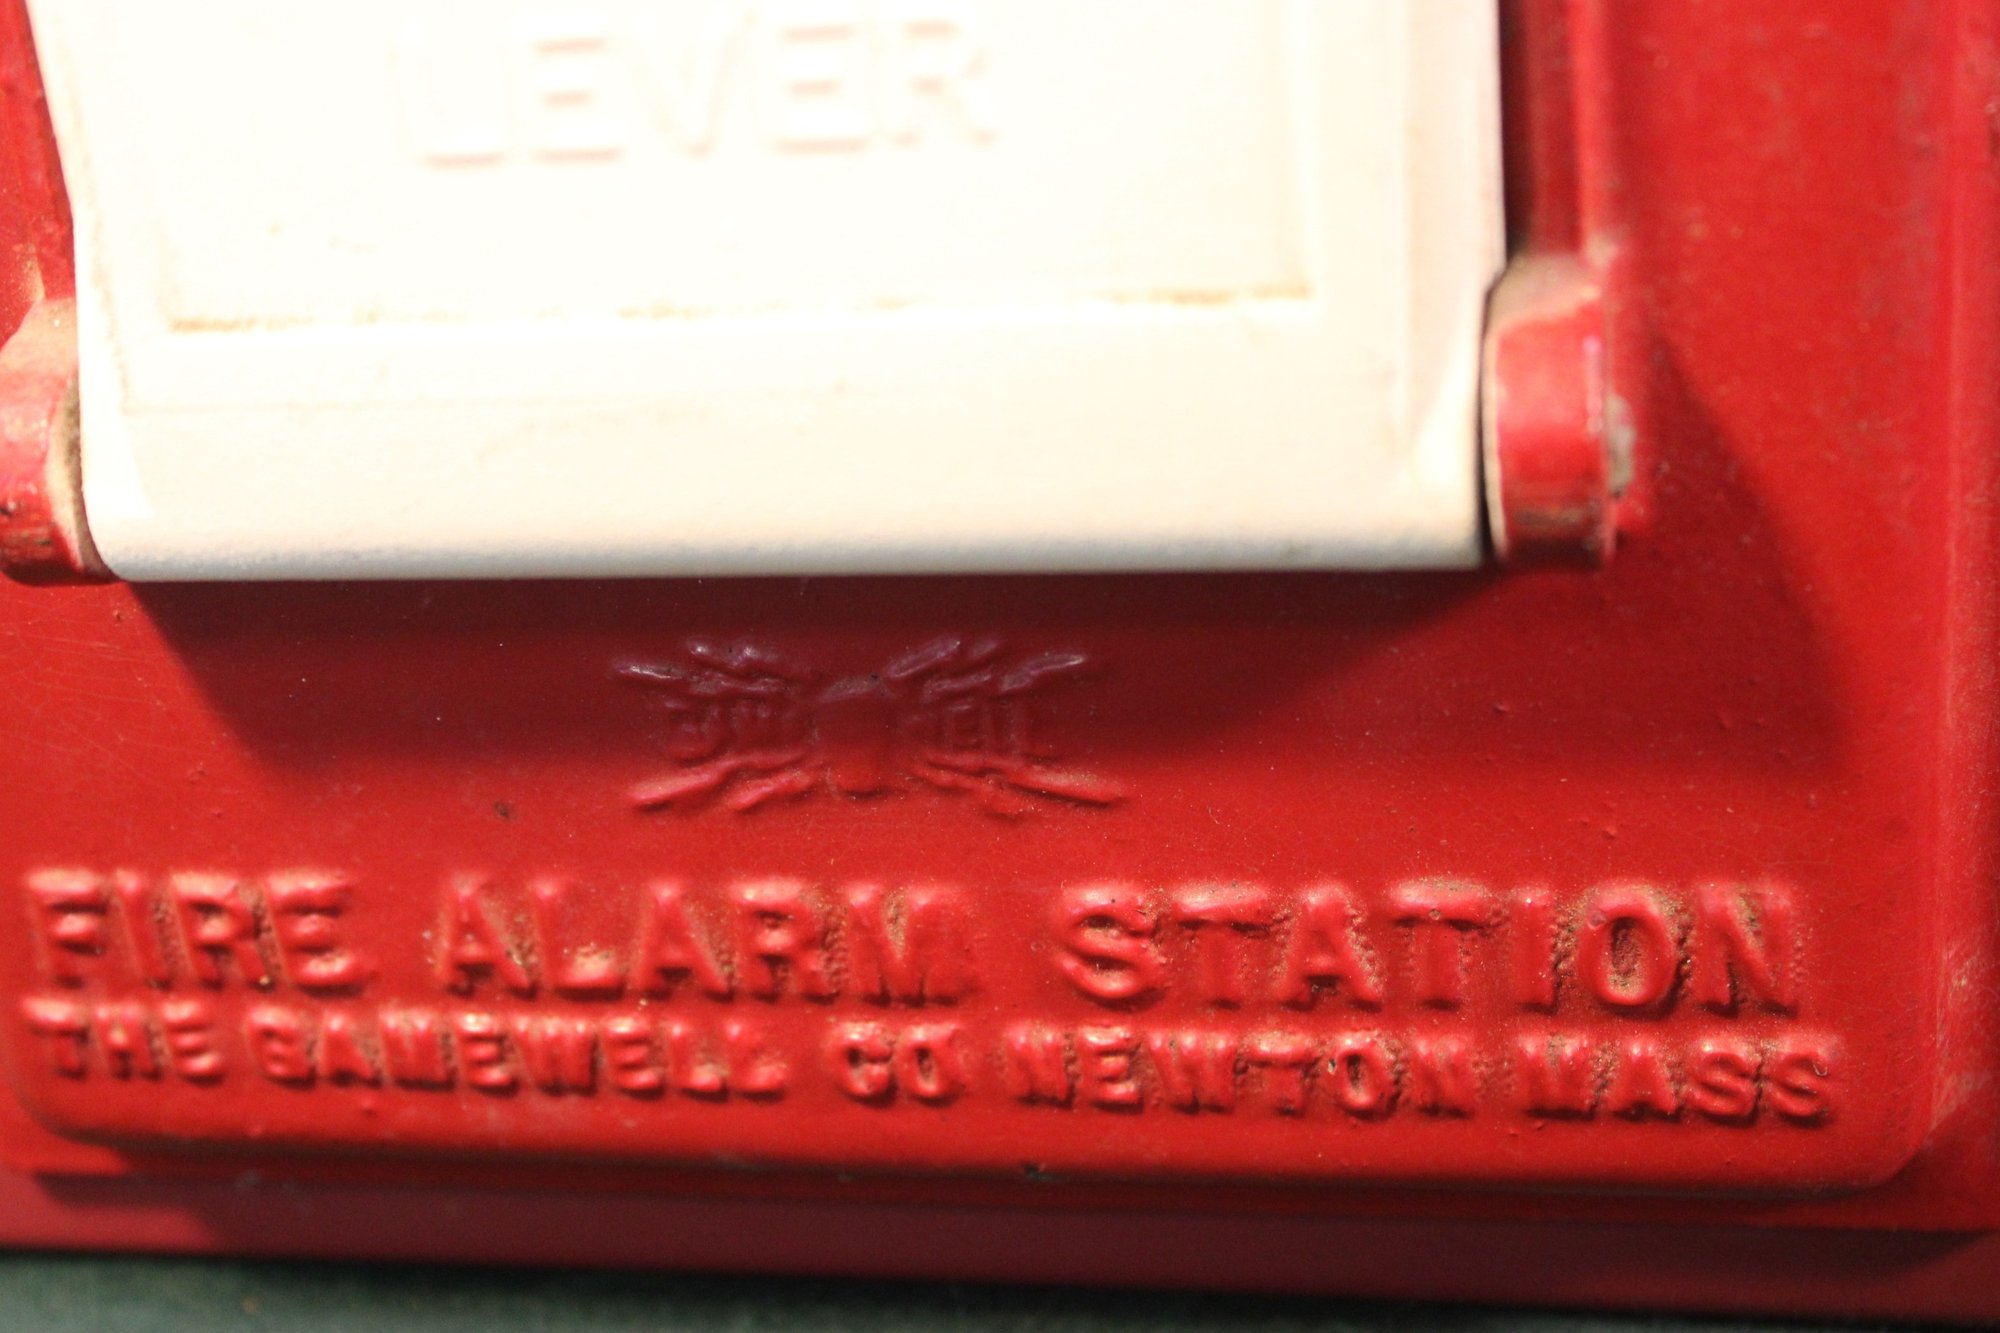 LEVER
FIRE ALARM STATION
THE GAMEWELL CO NEWTON MASS